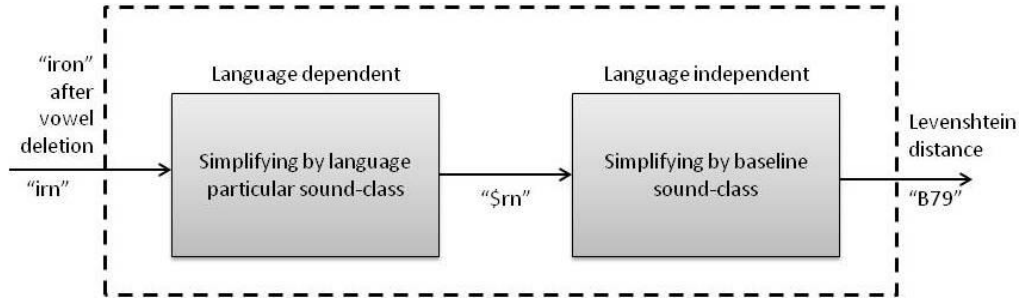 “iron”
after
vowel
deletion
“irn”
Language dependent
Simplifying by language
particular sound-class
“$rn”
Language independent
Simplifying by baseline
sound-class
Levenshtein
distance
“B79”